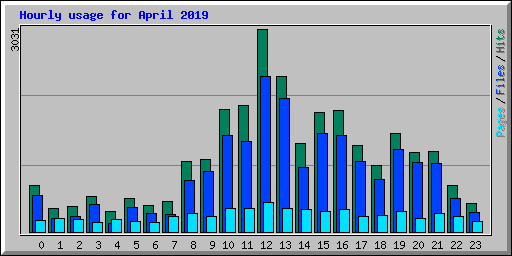 Hourly usage for April 2019
3031
Pages / Files / Hits
0 1 2 3 4 5 6 7 8 9 10 11 12 13 14 15 16 17 18 19 20 21 22 23